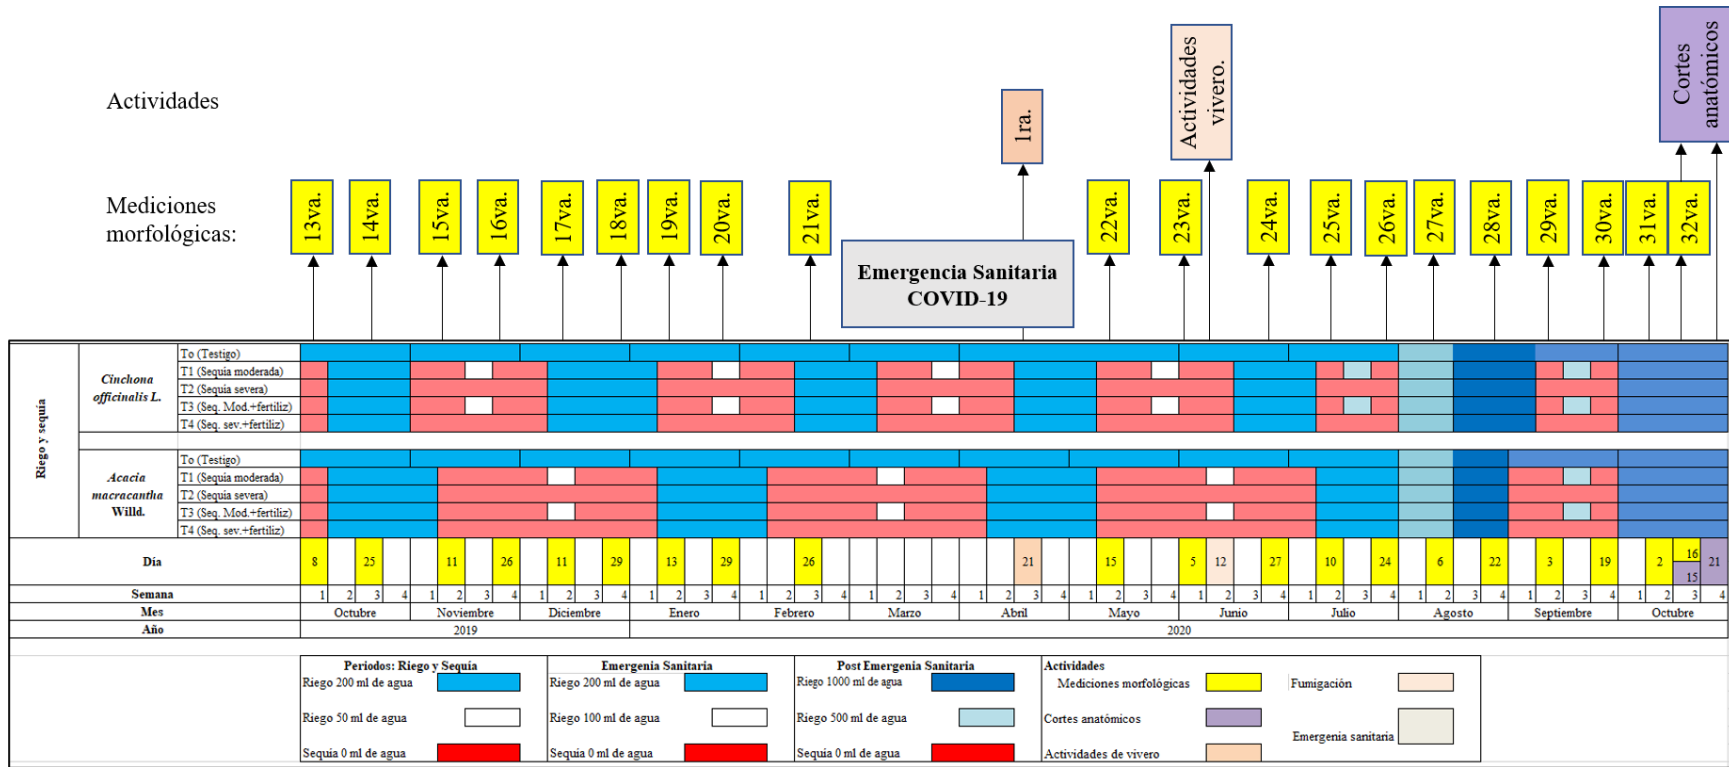 Actividades
1ra.
Actividades
vivero.
Cortes
anatómicos
Mediciones
morfológicas:
13va.
14va.
15va.
16va.
17va.
18va.
19va.
20va.
21va.
22va.
23va.
24va.
25va.
26va.
27va.
28va.
29va.
30va.
31va.
32va.
Emergencia Sanitaria
COVID-19
Riego y sequía
Cinchona
officinalis L.
To (Testigo)
T1 (Sequia moderada)
T2 (Sequia severa)
T3 (Seq. Mod.+fertiliz)
T4 (Seq. sev.+fertiliz)
Acacia
macracantha
Willd.
To (Testigo)
T1 (Sequia moderada)
T2 (Sequia severa)
T3 (Seq. Mod.+fertiliz)
T4 (Seq. sev.+fertiliz)
Día 8 25 11 26 11 29 13 29 26 21 15 5 12 27 10 24 6 22 3 19 2 16 15 21
Semana 1 2 3 4 1 2 3 4 1 2 3 4 1 2 3 4 1 2 3 4 1 2 3 4 1 2 3 4 1 2 3 4 1 2 3 4 1 2 3 4 1 2 3 4 1 2 3 4 1 2 3 4
Mes Octubre Noviembre Diciembre Enero Febrero Marzo Abril Mayo Junio Julio Agosto Septiembre Octubre
Año 2019 2020
Periodos: Riego y Sequía
Riego 200 ml de agua
Riego 50 ml de agua
Sequia 0 ml de agua
Emergenia Sanitaria
Riego 200 ml de agua
Riego 100 ml de agua
Sequia 0 ml de agua
Post Emergenia Sanitaria
Riego 1000 ml de agua
Riego 500 ml de agua
Sequia 0 ml de agua
Actividades
Mediciones morfológicas
Cortes anatómicos
Actividades de vivero
Fumigación
Emergenia sanitaria